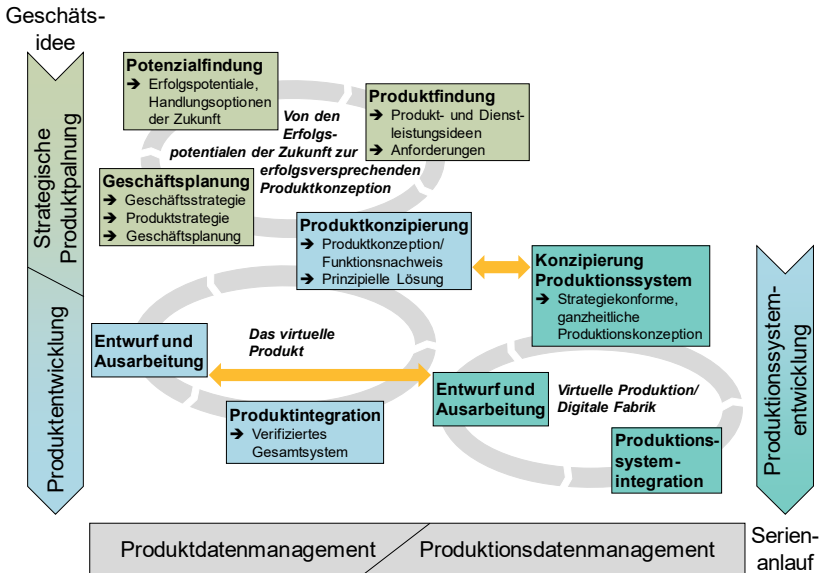 Geschäts-
idee
Strategische
Produktpalnung
Produktentwicklung
Potenzialfindung
➔ Erfolgspotentiale,
Handlungsoptionen
der Zukunft
Produktfindung
➔ Produkt- und Dienst-
leistungsideen
➔ Anforderungen
Von den
Erfolgs-
potentialen der Zukunft zur
erfolgsversprechenden
Produktkonzeption
Geschäftsplanung
➔ Geschäftsstrategie
➔ Produktstrategie
➔ Geschäftsplanung
Produktkonzipierung
➔ Produktkonzeption/
Funktionsnachweis
➔ Prinzipielle Lösung
Konzipierung
Produktionssystem
➔ Strategiekonforme,
ganzheitliche
Produktionskonzeption
Entwurf und
Ausarbeitung
Das virtuelle
Produkt
Produktintegration
➔ Verifiziertes
Gesamtsystem
Entwurf und
Ausarbeitung
Virtuelle Produktion/
Digitale Fabrik
Produktions-
system-
integration
Produktionssystem-
entwicklung
Produktdatenmanagement
Produktionsdatenmanagement
Serien-
anlauf